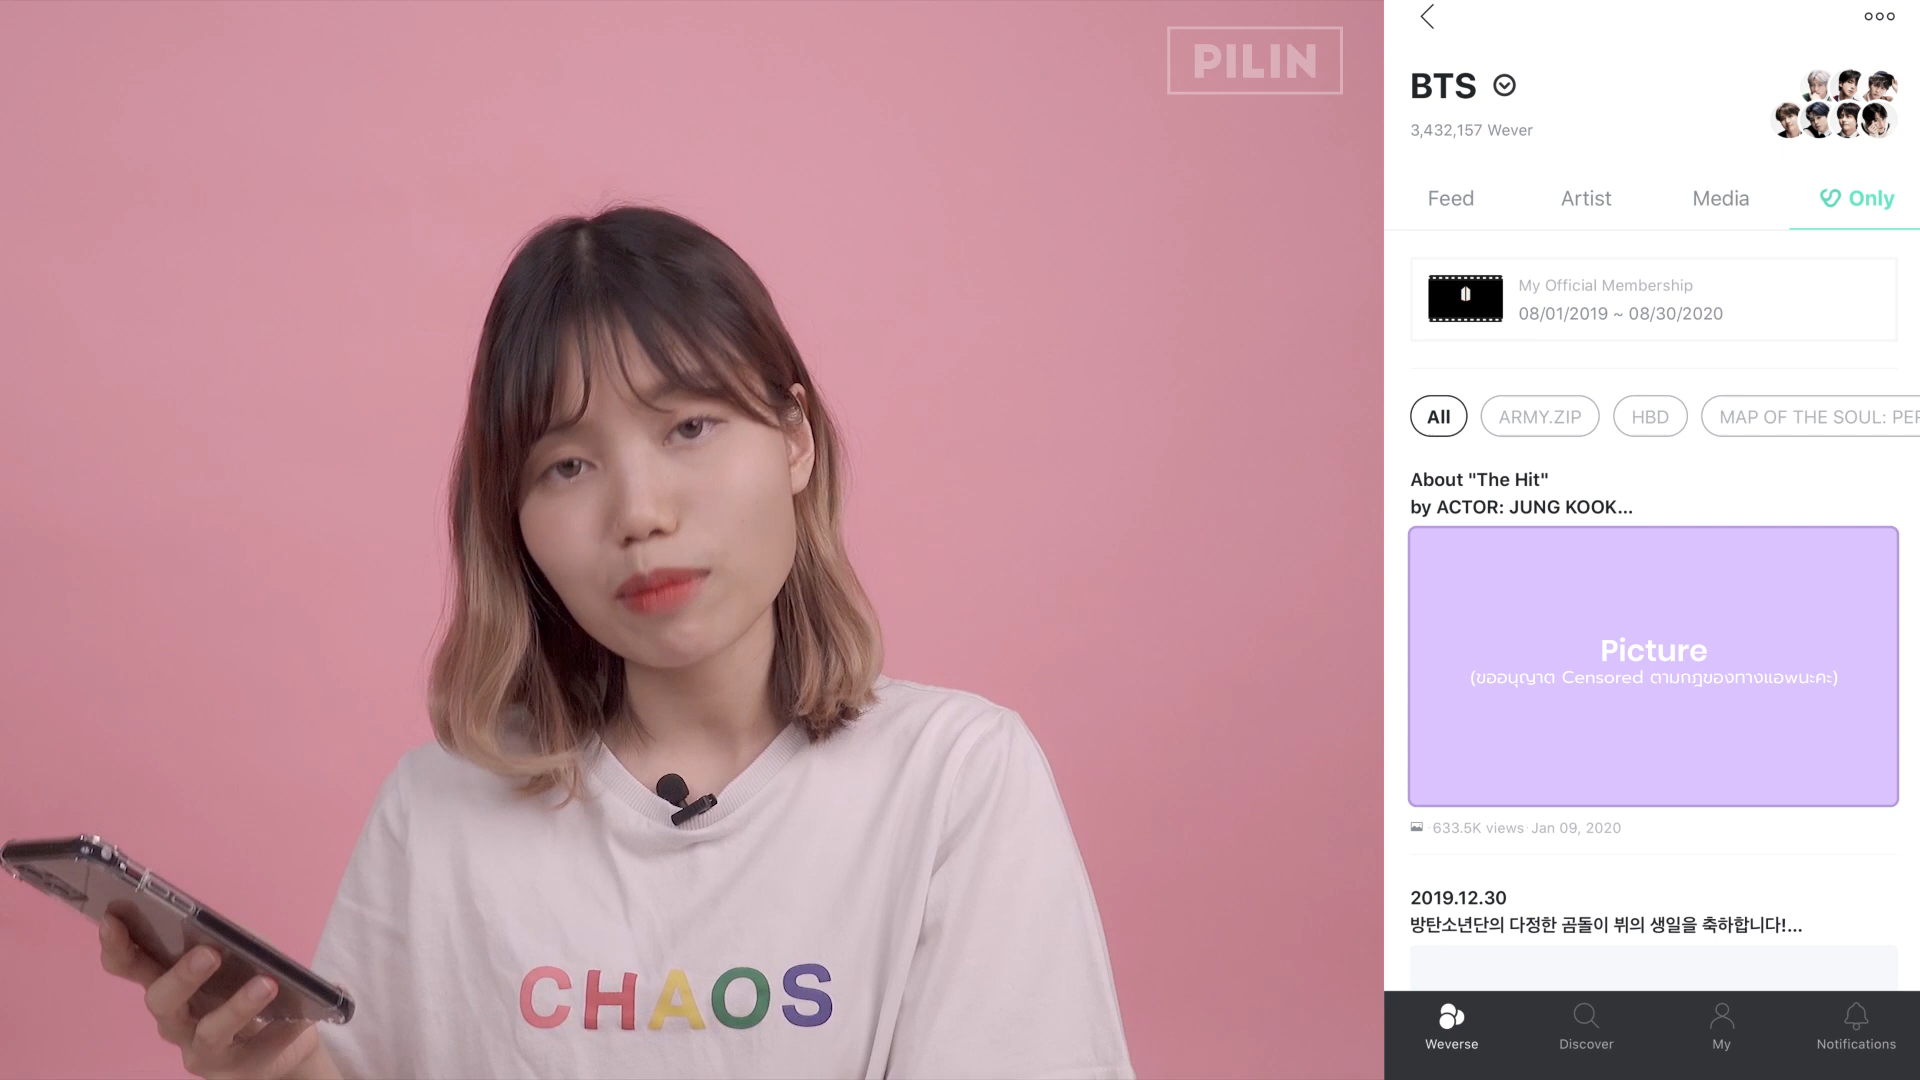 PILIN
BTS
3,432,157 Wever
Feed
Artist
Media
Only
My Official Membership
08/01/2019 ~ 08/30/2020
All
ARMY.ZIP
HBD
MAP OF THE SOUL: PER
About "The Hit"
by ACTOR: JUNG KOOK...
Picture
(ขออนุญาต Censored ตามกฎของทางแอพนะคะ)
633.5K views · Jan 09, 2020
2019.12.30
방탄소년단의 다정한 곰돌이 뷔의 생일을 축하합니다!...
CHAOS
Weverse
Discover
My
Notifications